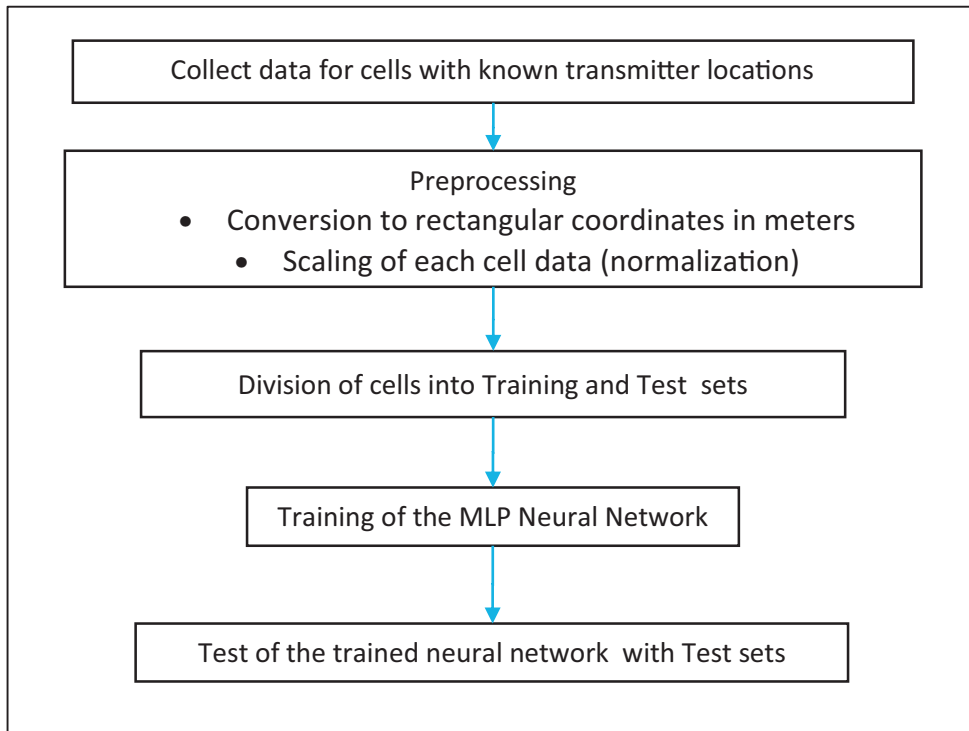 Collect data for cells with known transmitter locations
Preprocessing
• Conversion to rectangular coordinates in meters
• Scaling of each cell data (normalization)
Division of cells into Training and Test sets
Training of the MLP Neural Network
Test of the trained neural network with Test sets